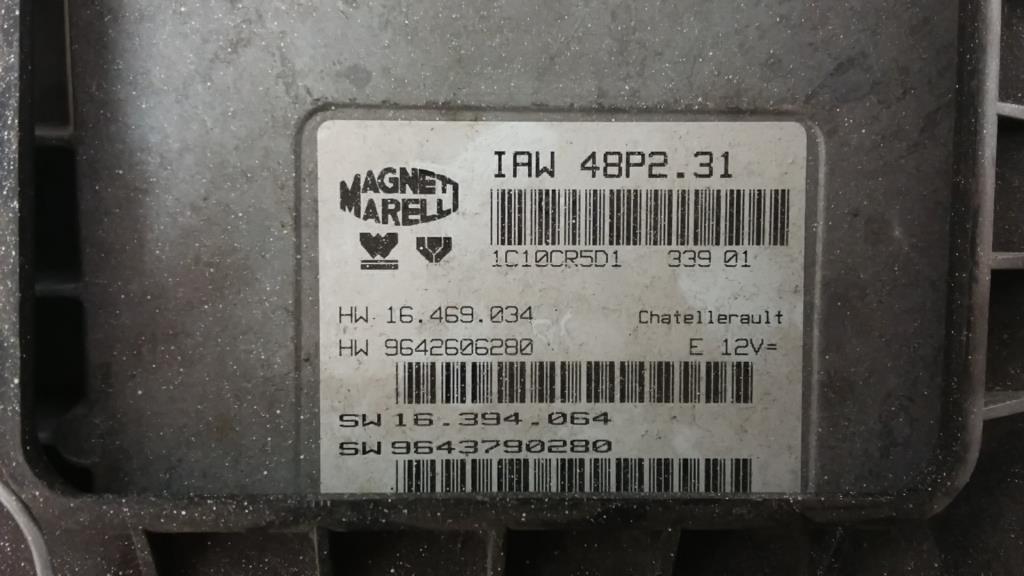 MAGNETI
MARELLI
IAW 48P2.31
1C10CR5D1 339 01
HW 16.469.034
Chatellerault
HW 9642606280
E 12V=
SW 16.394.064
SW 9643790280